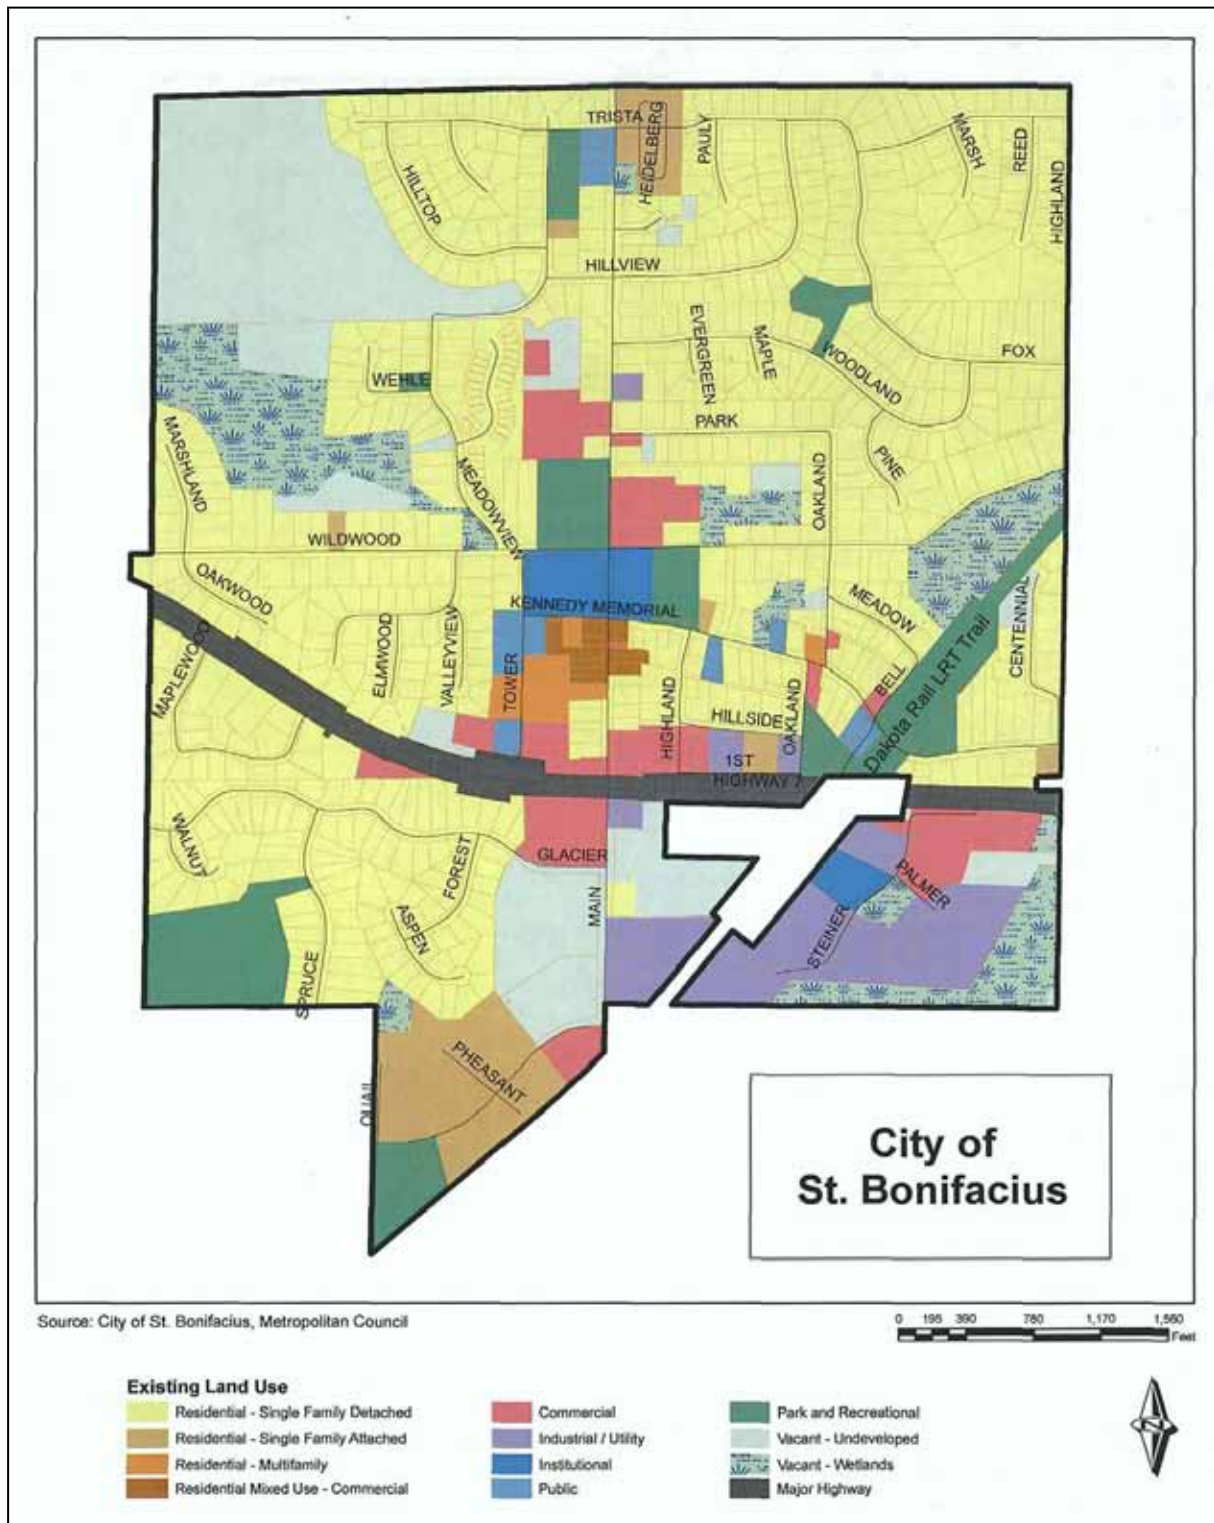 TRISTA
HEIDELBERG
PAULY
MARSH
REED
HIGHLAND
HILLTOP
HILLVIEW
EVERGREEN
MAPLE
WOODLAND
FOX
WEHLE
PARK
MARSHLAND
MEADOWVIEW
PINE
OAKLAND
WILDWOOD
OAKWOOD
KENNEDY MEMORIAL
MEADOW
CENTENNIAL
Dakota Rail LRT Trail
MAPLEWOOD
ELMWOOD
VALLEYVIEW
TOWER
HIGHLAND
HILLSIDE
OAKLAND
BELL
1ST
HIGHWAY 7
WALNUT
FOREST
GLACIER
MAIN
PALMER
ASPEN
STEINER
SPRUCE
PHEASANT
QUAIL
City of
St. Bonifacius
Source: City of St. Bonifacius, Metropolitan Council
0 195 390 780 1,170 1,560
Feet
Existing Land Use
Residential - Single Family Detached
Residential - Single Family Attached
Residential - Multifamily
Residential Mixed Use - Commercial
Commercial
Industrial / Utility
Institutional
Public
Park and Recreational
Vacant - Undeveloped
Vacant - Wetlands
Major Highway
N